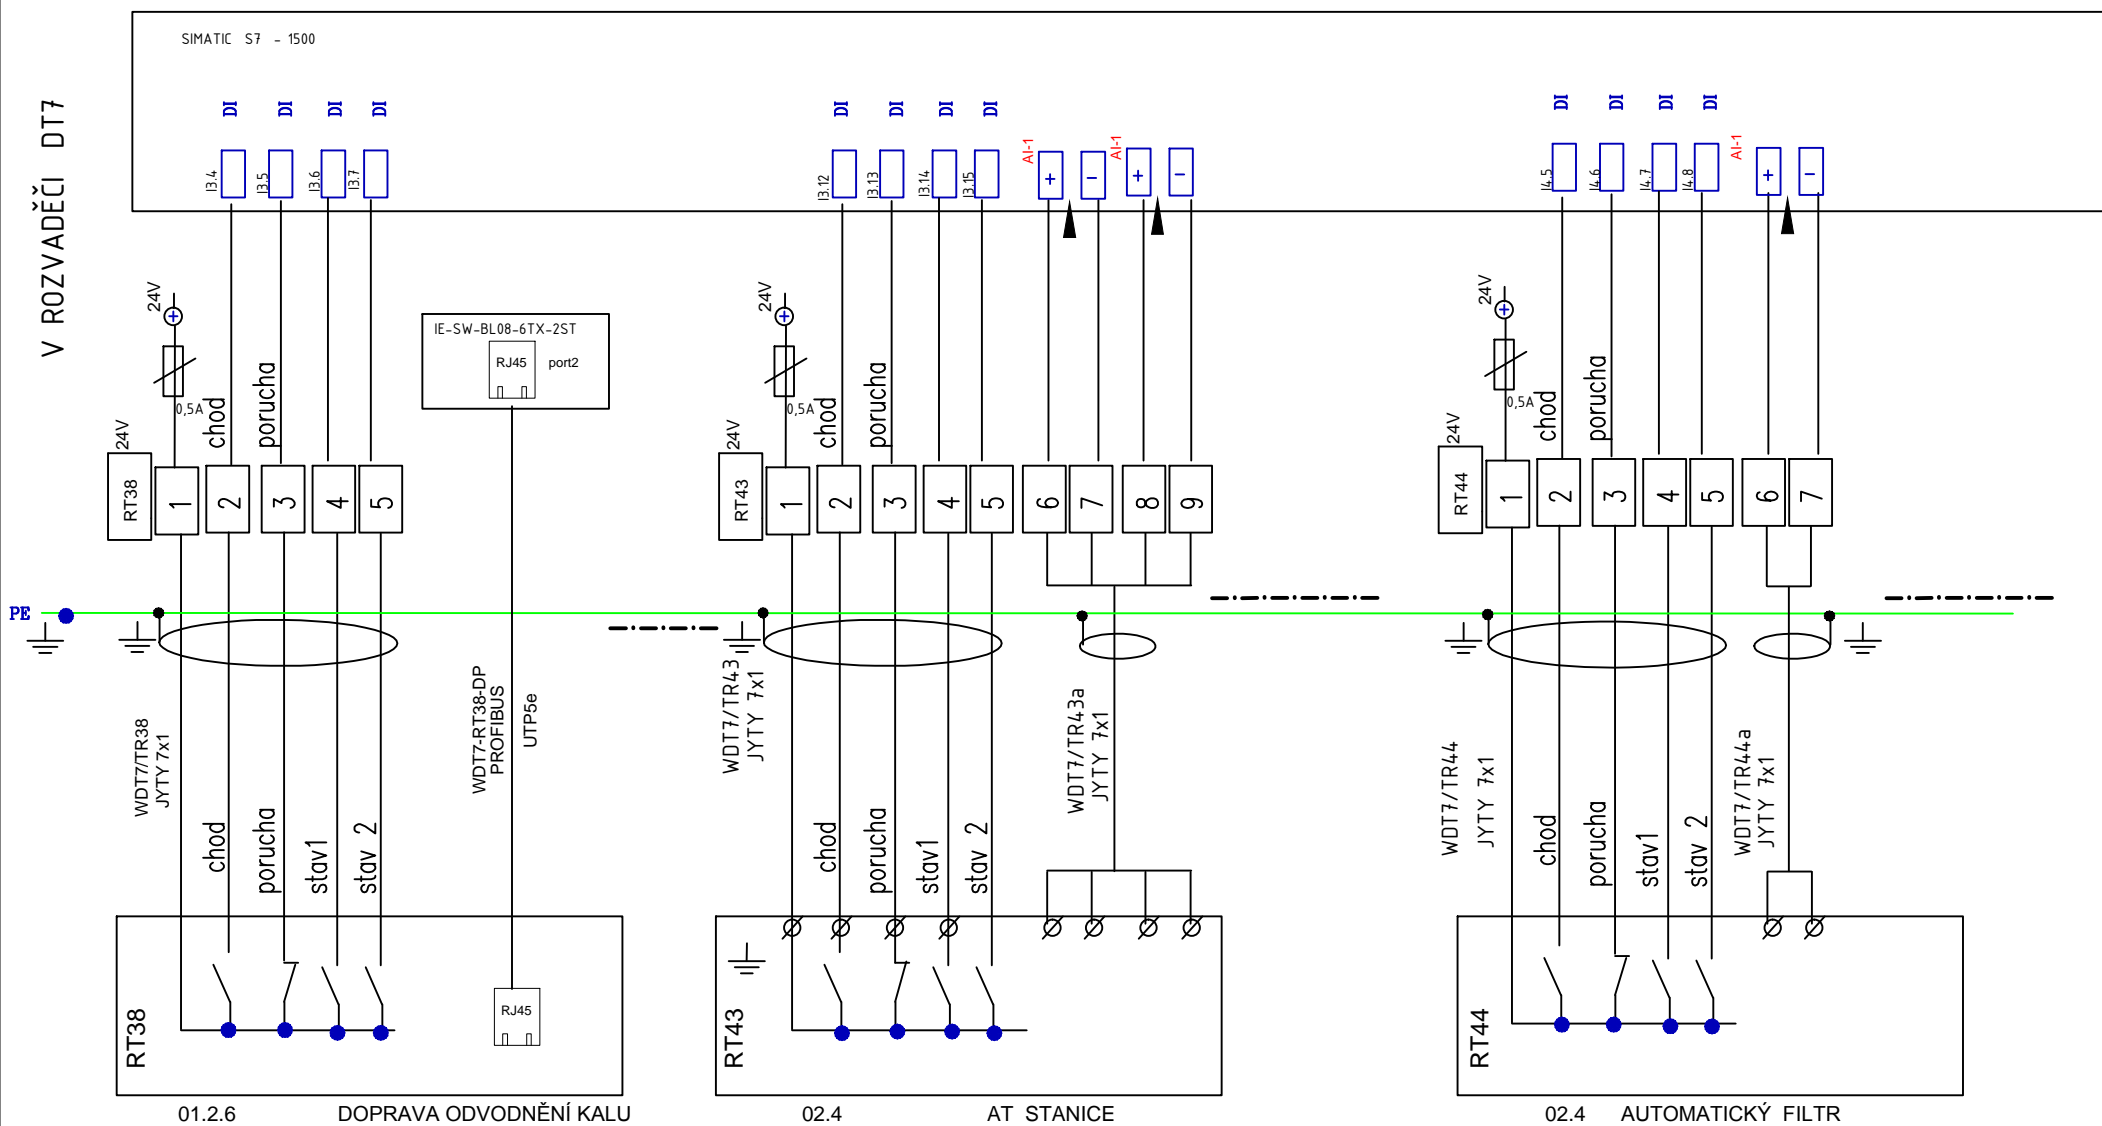 SIMATIC S7 - 1500
V ROZVADĚČI DT7
DI DI DI DI
I3.4 I3.5 I3.6 I3.7
DI DI DI DI
I3.12 I3.13 I3.14 I3.15
AI-1 + - AI-1 + -
DI DI DI DI
I4.5 I4.6 I4.7 I4.8
AI-1 + -
24V
0,5A
chod
porucha
IE-SW-BL08-6TX-2ST
RJ45 port2
24V
0,5A
chod
porucha
24V
0,5A
chod
porucha
24V
RT38 1 2 3 4 5
24V
RT43 1 2 3 4 5 6 7 8 9
24V
RT44 1 2 3 4 5 6 7
PE
WDT7/TR38
JYTY 7x1
WDT7-RT38-DP
PROFIBUS
UTP5e
WDT7/TR43
JYTY 7x1
WDT7/TR43a
JYTY 7x1
WDT7/TR44
JYTY 7x1
WDT7/TR44a
JYTY 7x1
chod
porucha
stav1
stav 2
chod
porucha
stav1
stav 2
chod
porucha
stav1
stav 2
RT38
RJ45
RT43
RT44
01.2.6 DOPRAVA ODVODNĚNÍ KALU
02.4 AT STANICE
02.4 AUTOMATICKÝ FILTR